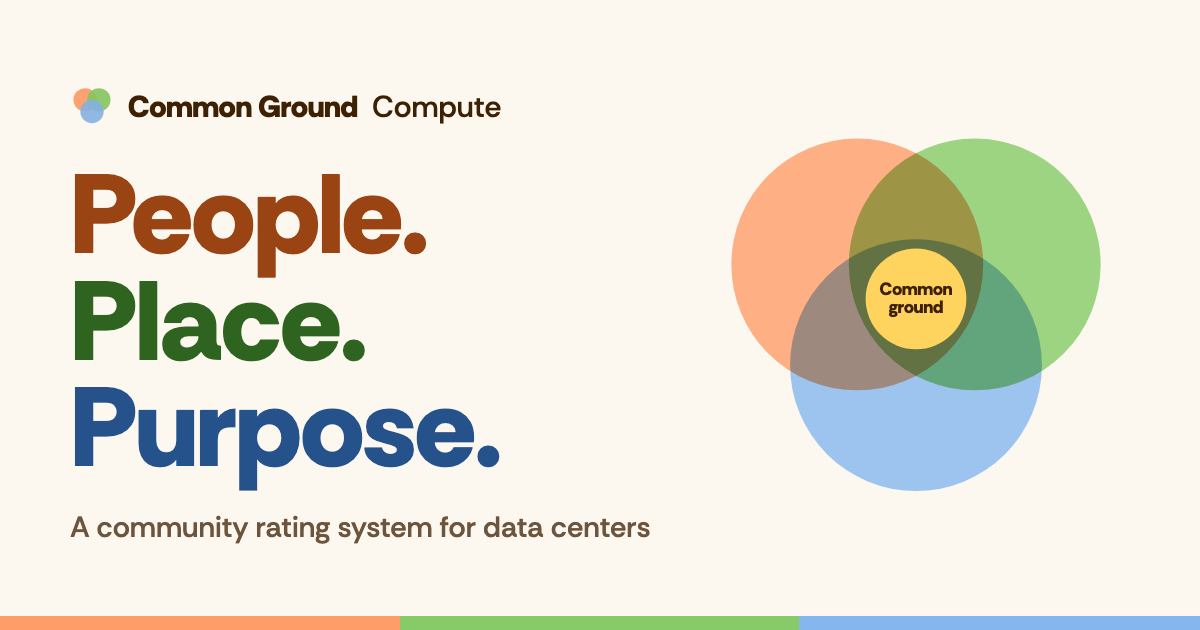 Common Ground Compute
People.
Place.
Purpose.
A community rating system for data centers
Common
ground